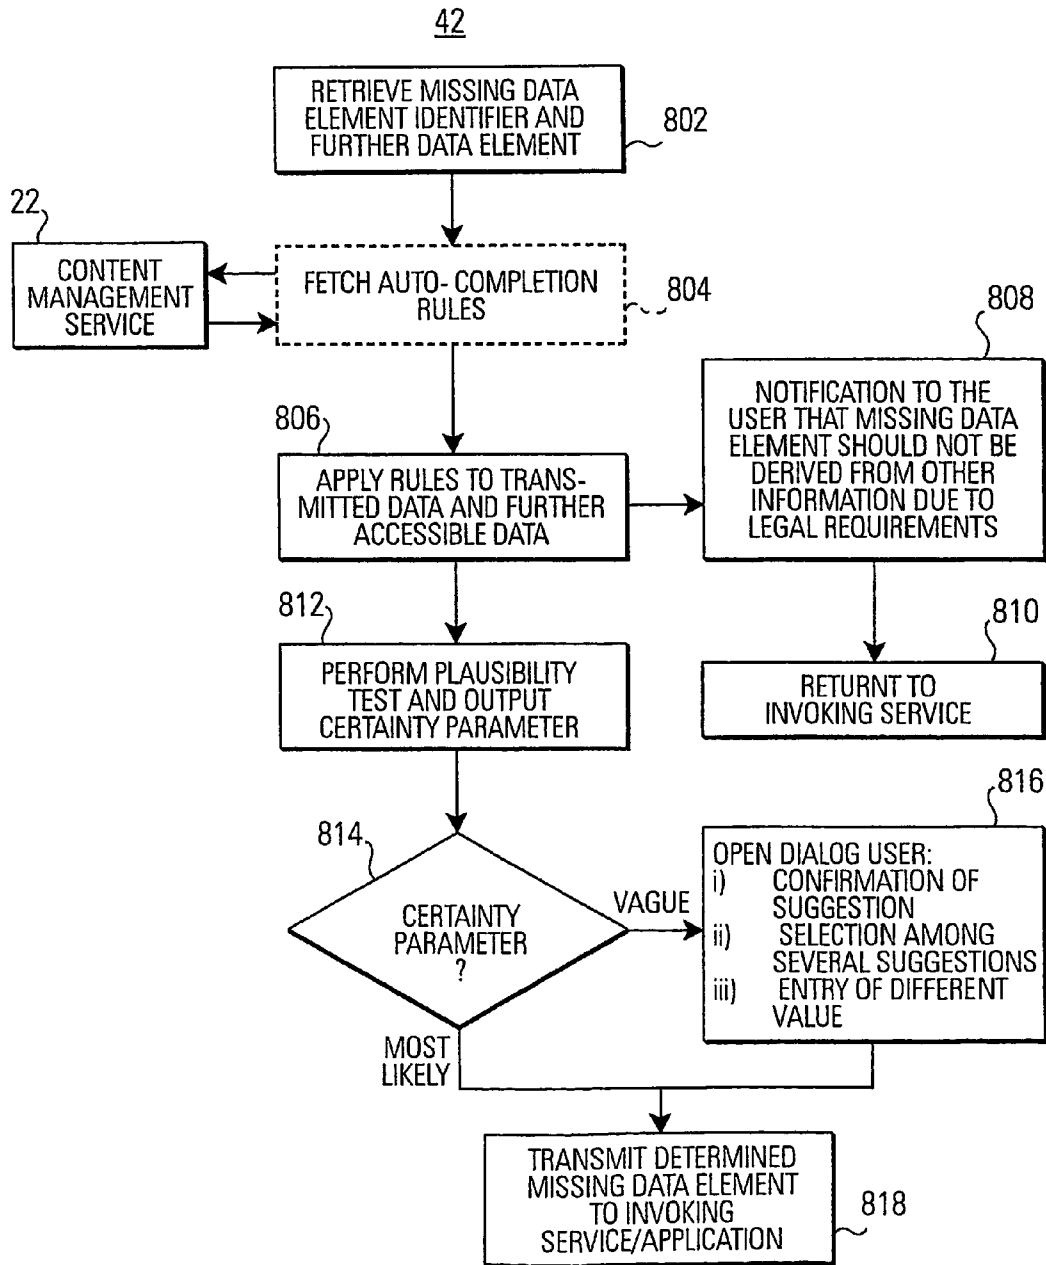 42
RETRIEVE MISSING DATA
ELEMENT IDENTIFIER AND
FURTHER DATA ELEMENT
802
22
CONTENT
MANAGEMENT
SERVICE
FETCH AUTO- COMPLETION
RULES
804
808
NOTIFICATION TO THE
USER THAT MISSING DATA
ELEMENT SHOULD NOT BE
DERIVED FROM OTHER
INFORMATION DUE TO
LEGAL REQUIREMENTS
806
APPLY RULES TO TRANS-
MITTED DATA AND FURTHER
ACCESSIBLE DATA
812
PERFORM PLAUSIBILITY
TEST AND OUTPUT
CERTAINTY PARAMETER
810
RETURNT TO
INVOKING SERVICE
814
CERTAINTY
PARAMETER
?
VAGUE
816
OPEN DIALOG USER:
i) CONFIRMATION OF
SUGGESTION
ii) SELECTION AMONG
SEVERAL SUGGESTIONS
iii) ENTRY OF DIFFERENT
VALUE
MOST
LIKELY
TRANSMIT DETERMINED
MISSING DATA ELEMENT
TO INVOKING
SERVICE/APPLICATION
818